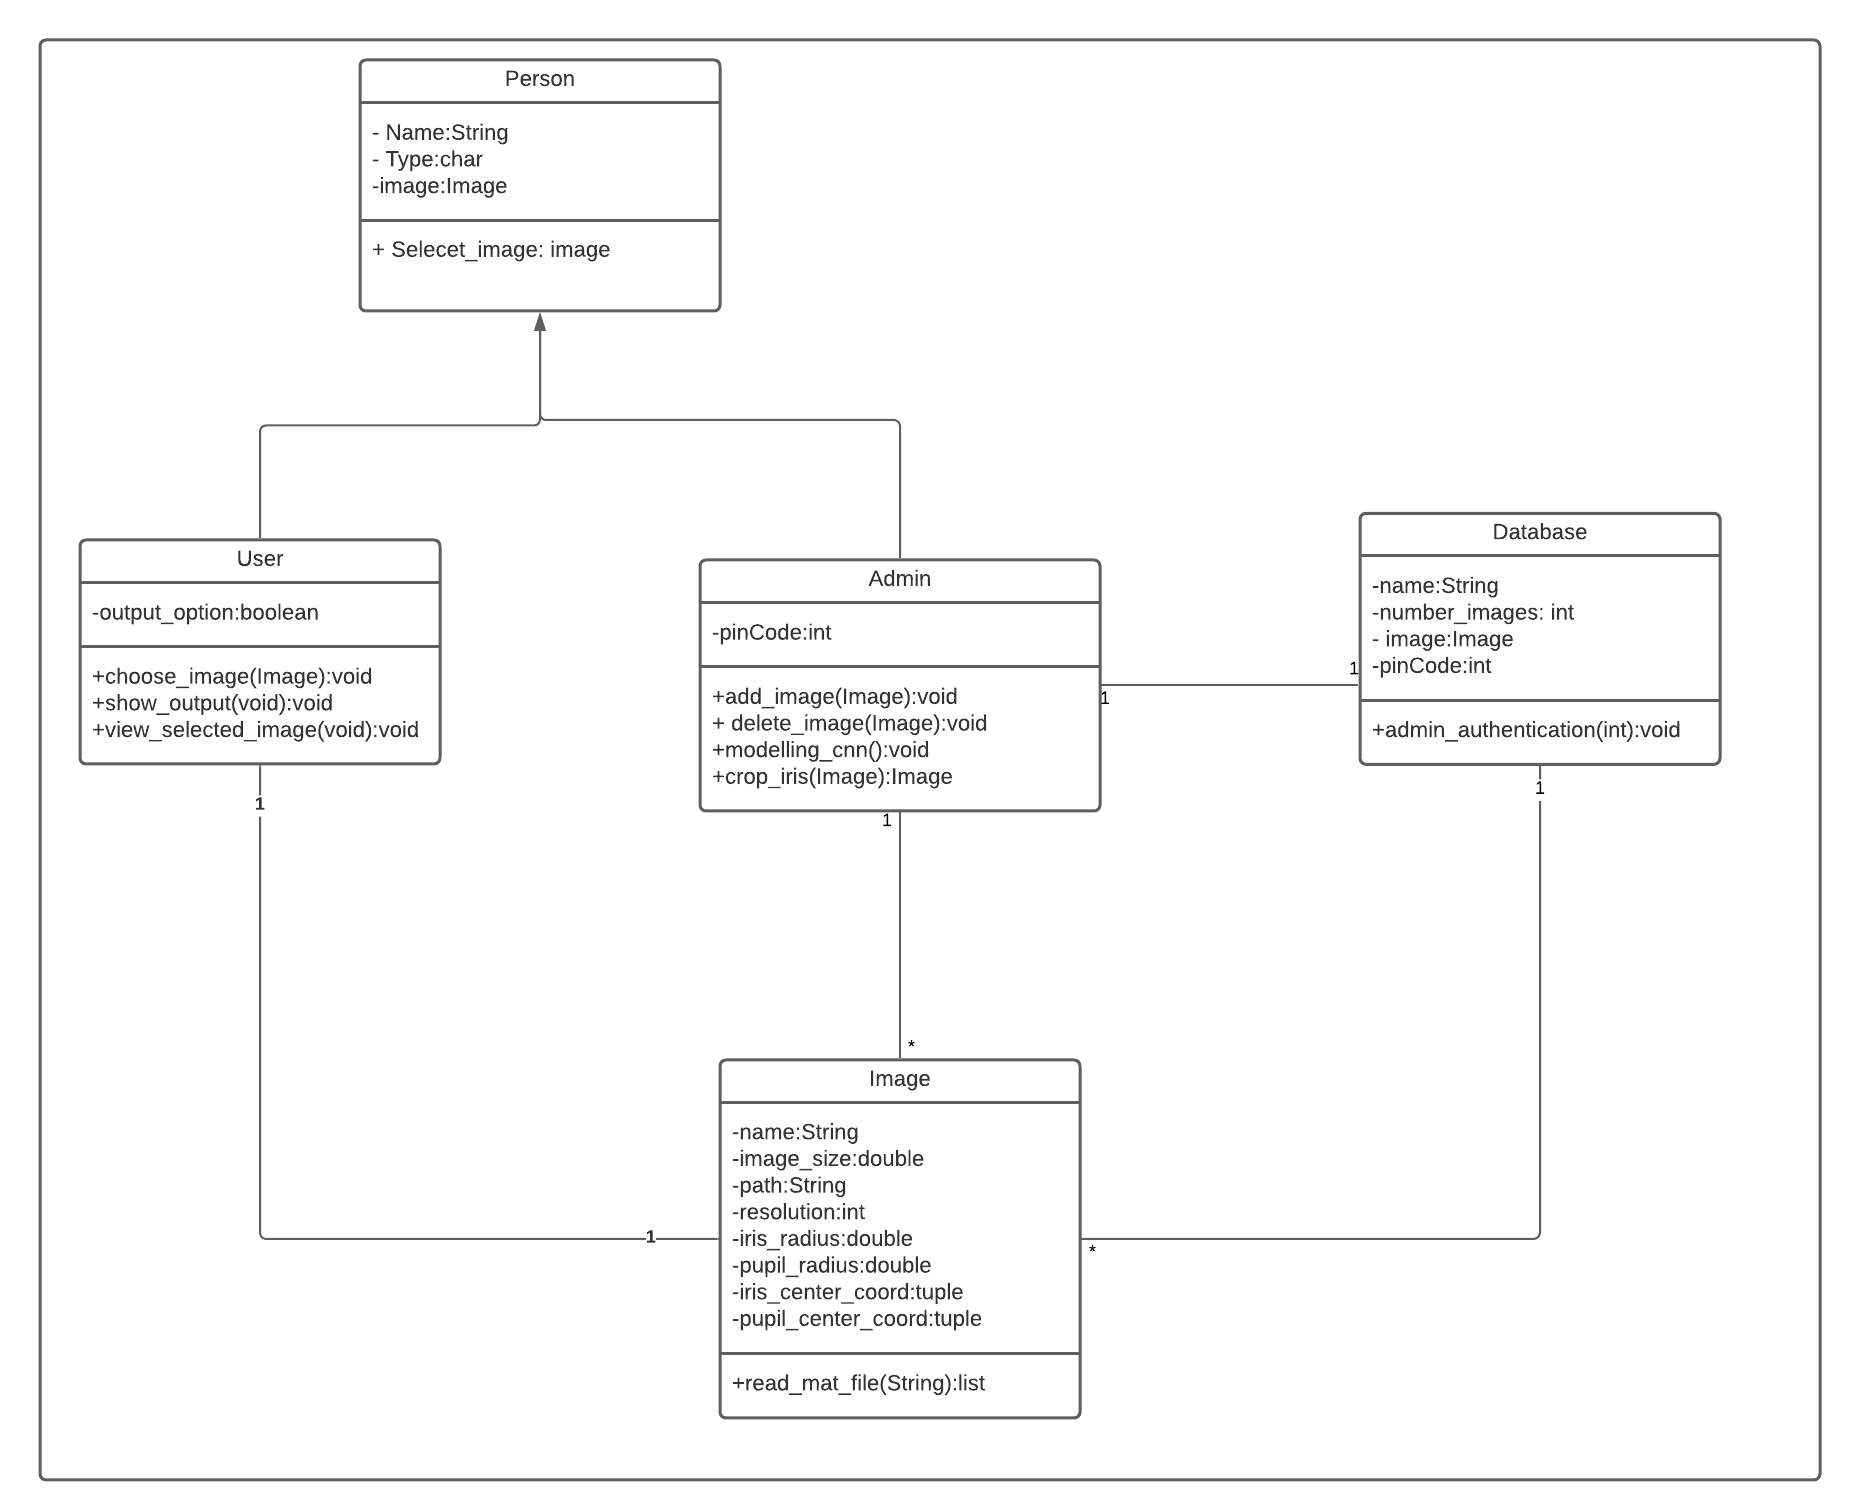 Person
- Name:String
- Type:char
-image:Image
+ Selecet_image: image
User
-output_option:boolean
+choose_image(Image):void
+show_output(void):void
+view_selected_image(void):void
1
Admin
-pinCode:int
+add_image(Image):void
+ delete_image(Image):void
+modelling_cnn():void
+crop_iris(Image):Image
1
1
1
Database
-name:String
-number_images: int
- image:Image
-pinCode:int
+admin_authentication(int):void
1
*
Image
-name:String
-image_size:double
-path:String
-resolution:int
-iris_radius:double
-pupil_radius:double
-iris_center_coord:tuple
-pupil_center_coord:tuple
+read_mat_file(String):list
1
*